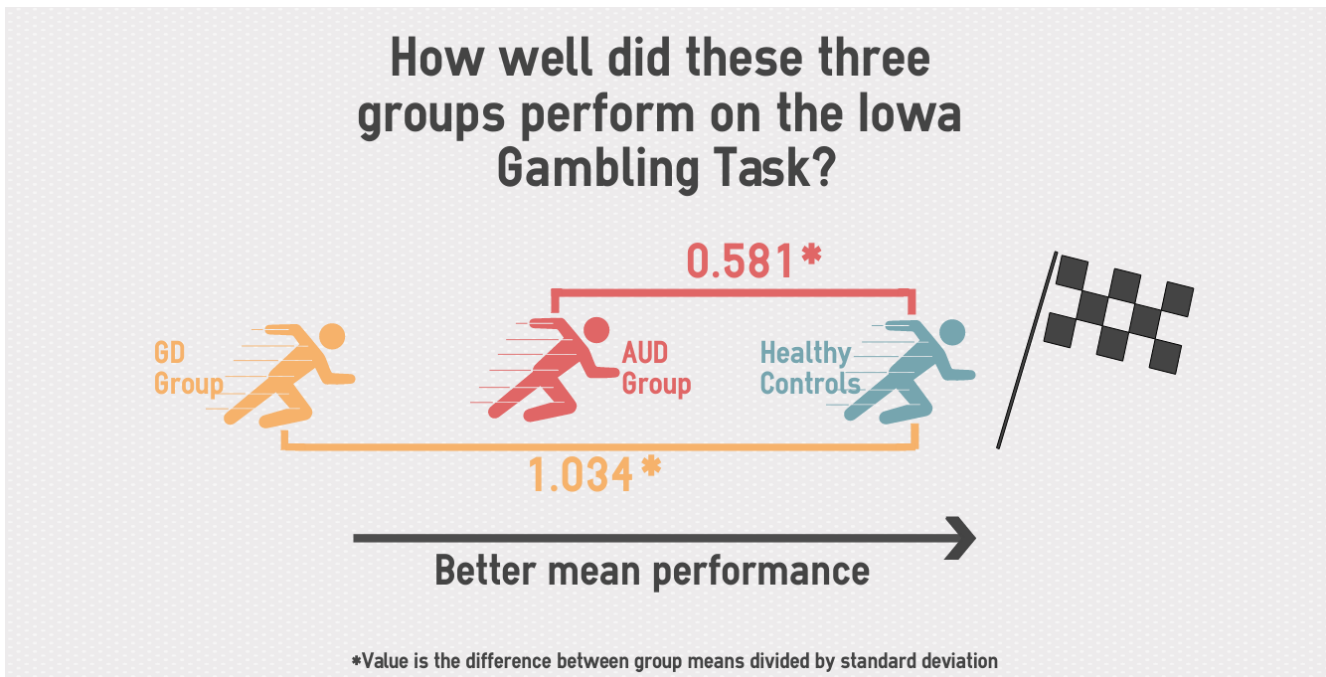 How well did these three
groups perform on the Iowa
Gambling Task?
0.581*
GD
Group
AUD
Group
Healthy
Controls
1.034*
Better mean performance
*Value is the difference between group means divided by standard deviation